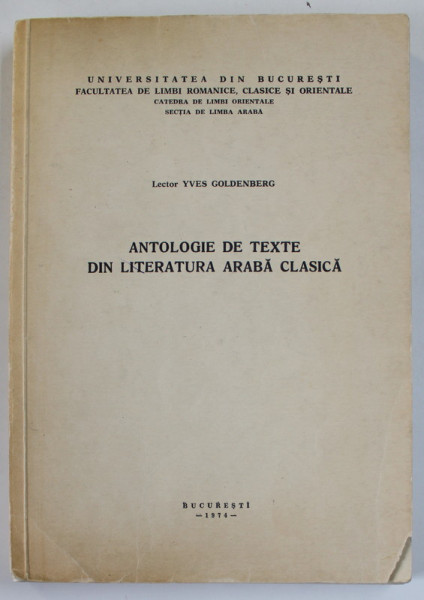 UNIVERSITATEA DIN BUCUREŞTI
FACULTATEA DE LIMBI ROMANICE, CLASICE ŞI ORIENTALE
CATEDRA DE LIMBI ORIENTALE
SECŢIA DE LIMBA ARABĂ
Lector YVES GOLDENBERG
ANTOLOGIE DE TEXTE
DIN LITERATURA ARABĂ CLASICĂ
BUCUREŞTI
—1974—